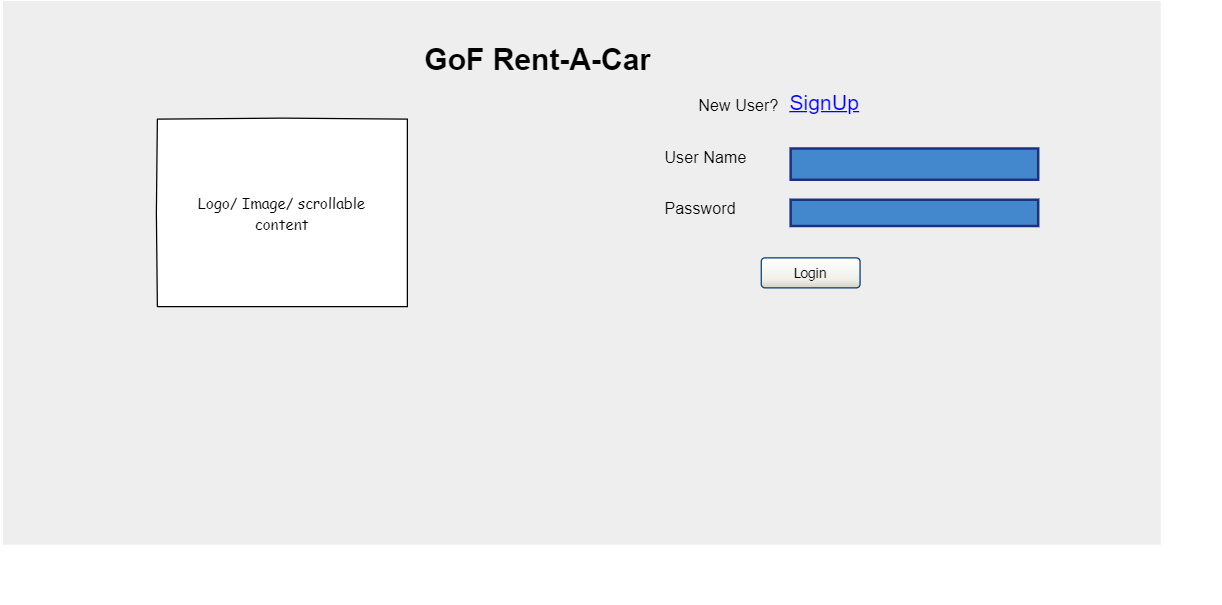 GoF Rent-A-Car
New User? SignUp
Logo/ Image/ scrollable
content
User Name
Password
Login